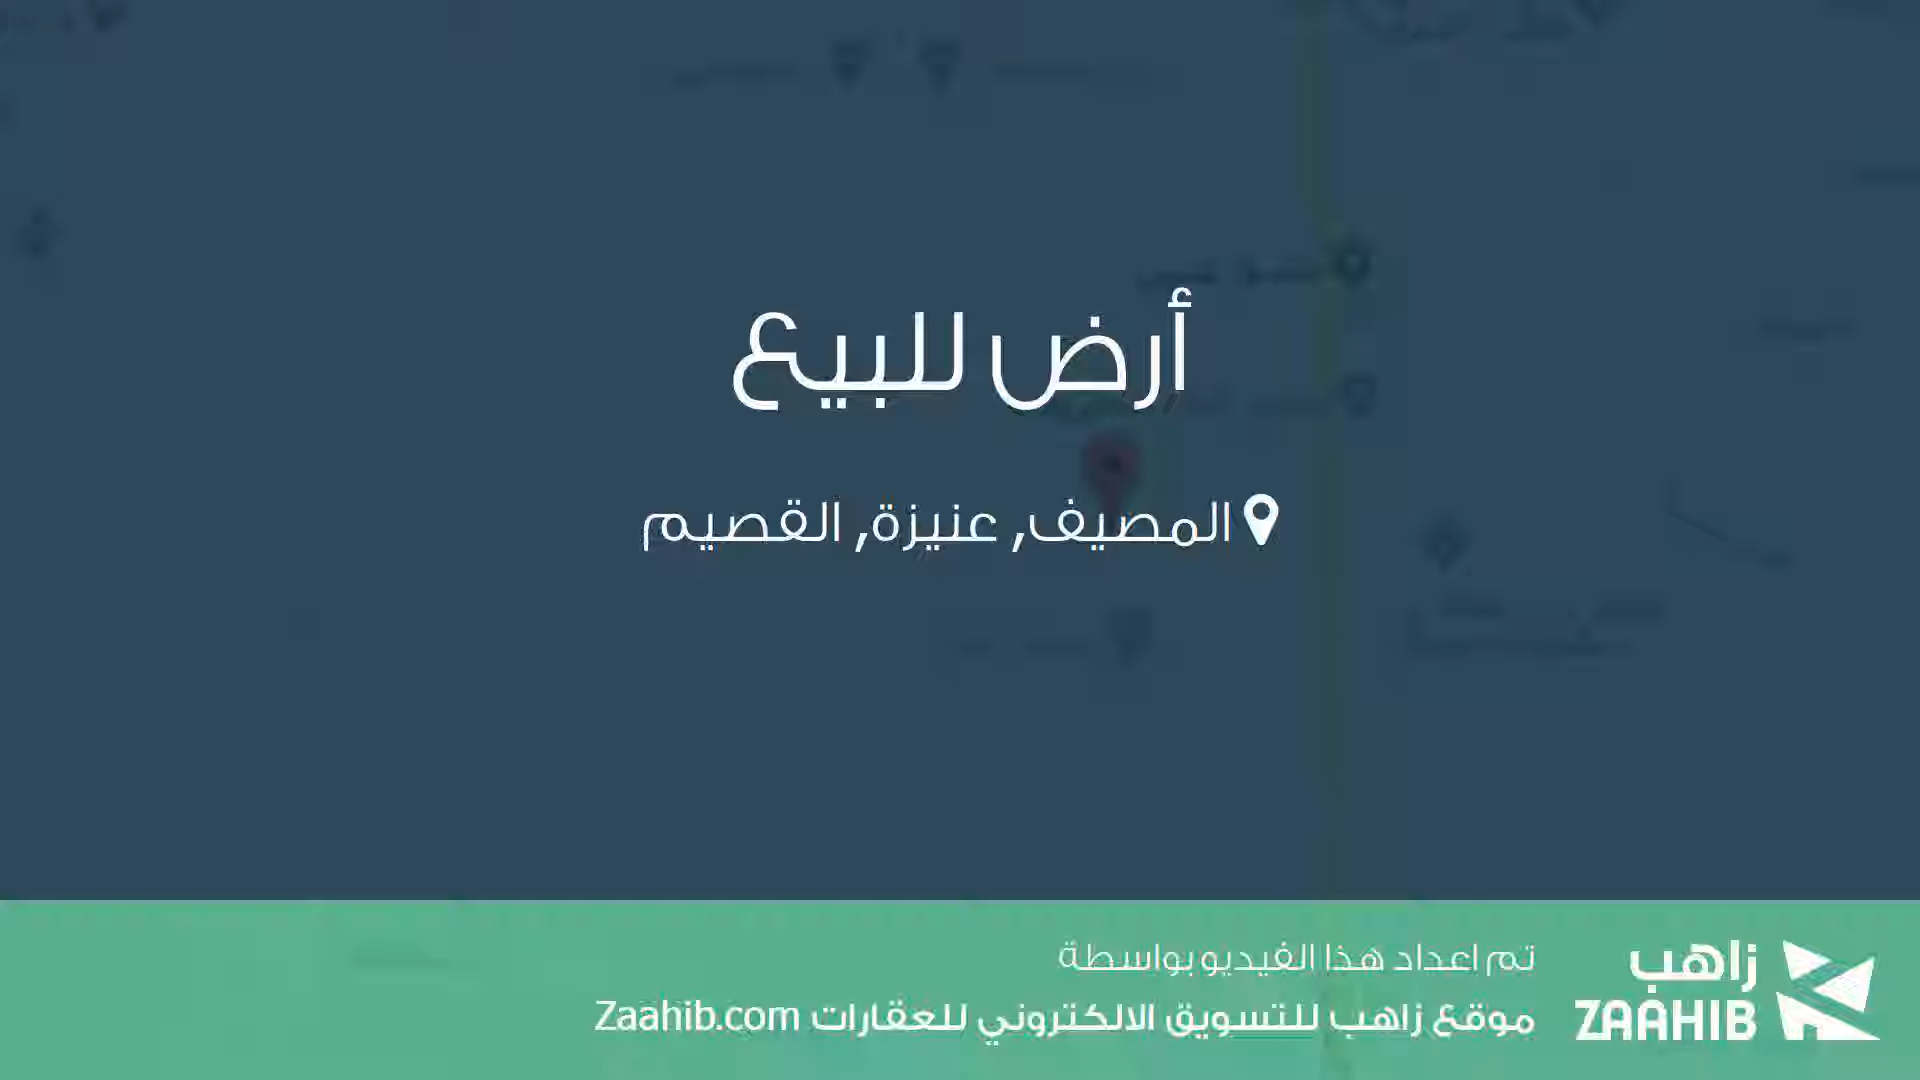 أرض للبيع
المصيف, عنيزة, القصيم
تم اعداد هذا الفيديو بواسطة
موقع زاهب للتسويق الالكتروني للعقارات Zaahib.com
زاهب
ZAAHIB